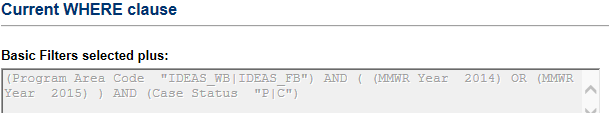 Current WHERE clause
Basic Filters selected plus:
(Program Area Code  "IDEAS_WB|IDEAS_FB") AND ( (MMWR Year  2014) OR (MMWR
Year  2015) ) AND (Case Status  "P|C")